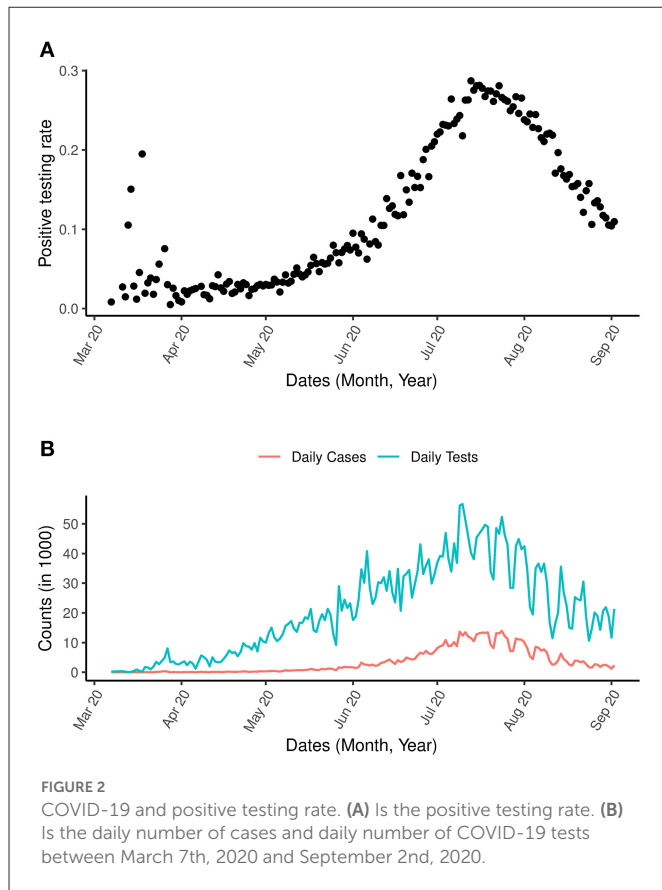 A
0.3
0.2
0.1
0.0
Positive testing rate
Mar 20
Apr 20
May 20
Jun 20
Jul 20
Aug 20
Sep 20
Dates (Month, Year)
B
Daily Cases
Daily Tests
50
40
30
20
10
0
Counts (in 1000)
Mar 20
Apr 20
May 20
Jun 20
Jul 20
Aug 20
Sep 20
Dates (Month, Year)
FIGURE 2
COVID-19 and positive testing rate. (A) Is the positive testing rate. (B)
Is the daily number of cases and daily number of COVID-19 tests
between March 7th, 2020 and September 2nd, 2020.